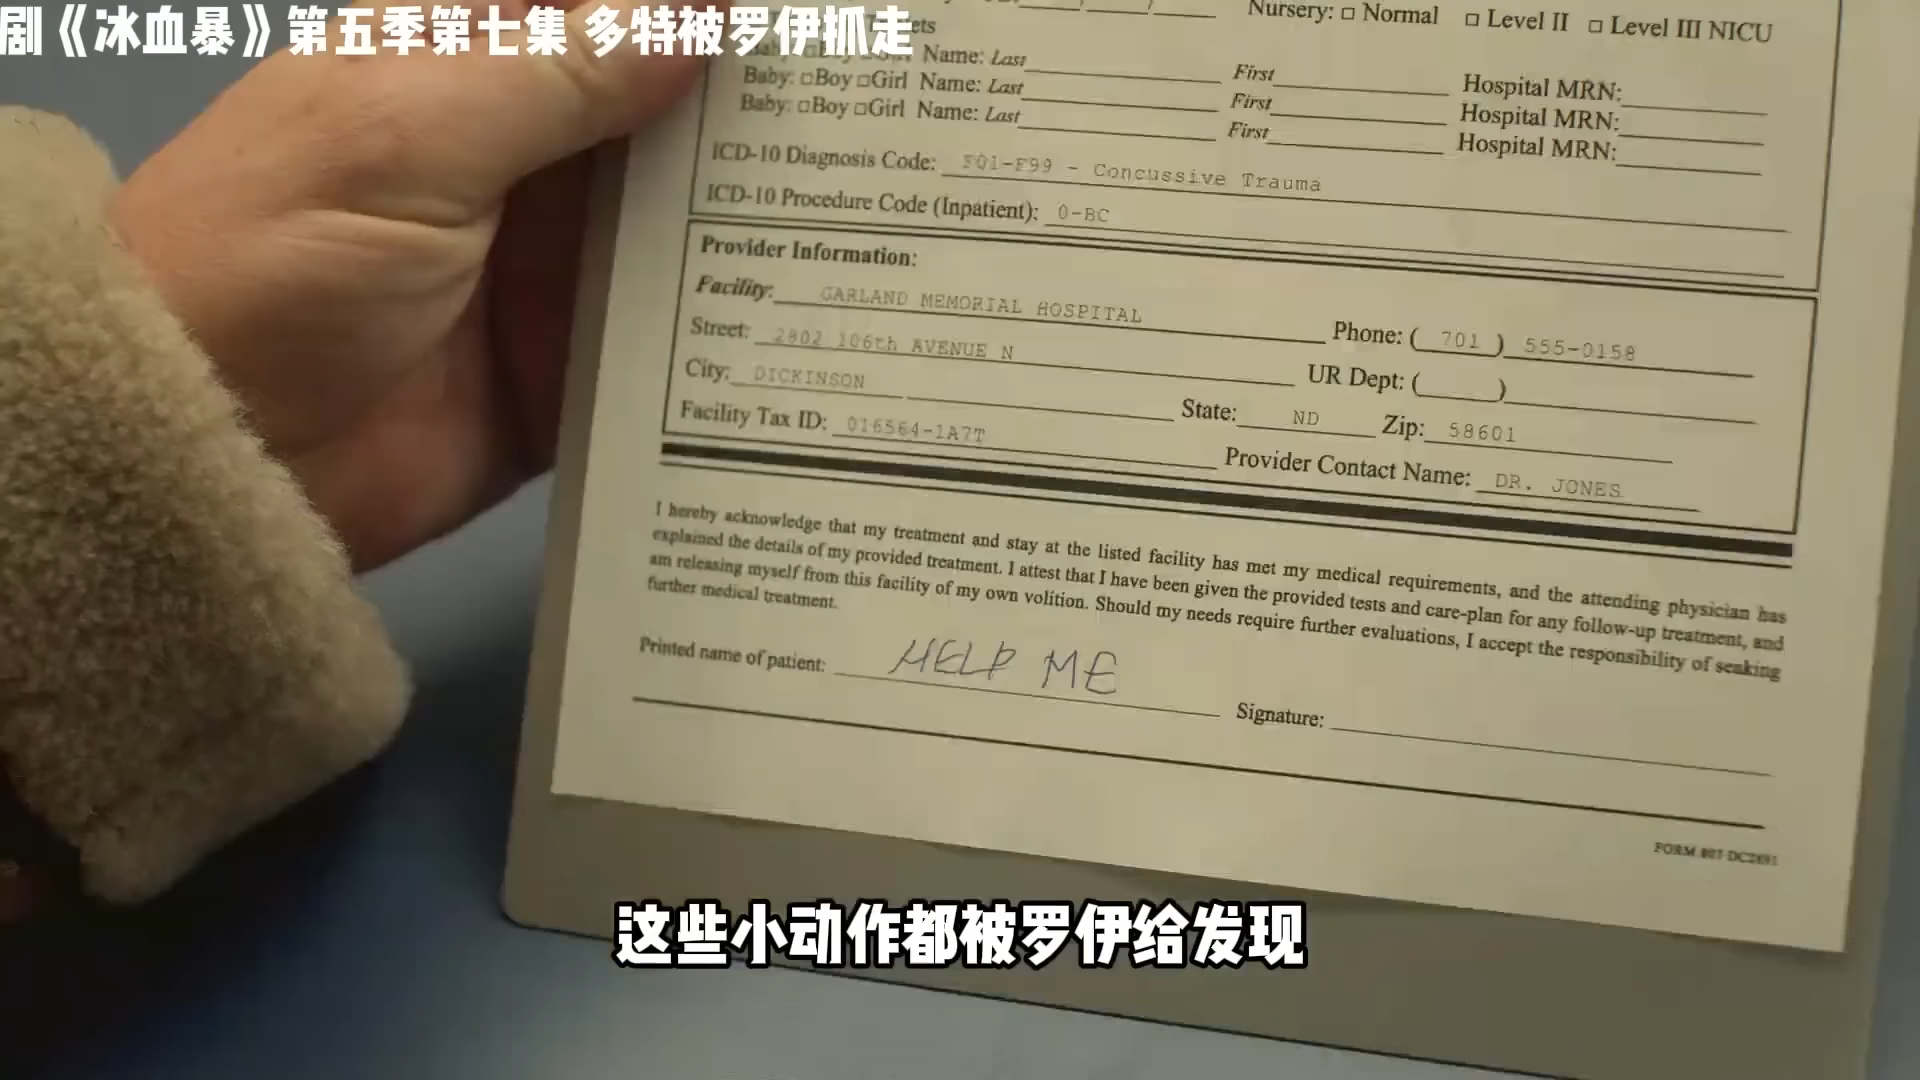 剧《冰血暴》第五季第七集 多特被罗伊抓走
Nursery: □ Normal □ Level II □ Level III NICU
Name: Last First Hospital MRN:
Baby: □Boy □Girl Name: Last First Hospital MRN:
Baby: □Boy □Girl Name: Last First Hospital MRN:
ICD-10 Diagnosis Code: F01-F99 - Concussive Trauma
ICD-10 Procedure Code (Inpatient): 0-BC
Provider Information:
Facility: GARLAND MEMORIAL HOSPITAL Phone: ( 701 ) 555-0158
Street: 2802 106th AVENUE N UR Dept: ( )
City: DICKINSON State: ND Zip: 58601
Facility Tax ID: 016564-1A7T Provider Contact Name: DR. JONES
I hereby acknowledge that my treatment and stay at the listed facility has met my medical requirements, and the attending physician has
explained the details of my provided treatment. I attest that I have been given the provided tests and care-plan for any follow-up treatment, and
am releasing myself from this facility of my own volition. Should my needs require further evaluations, I accept the responsibility of seaking
further medical treatment.
Printed name of patient: HELP ME Signature:
FORM
这些小动作都被罗伊给发现